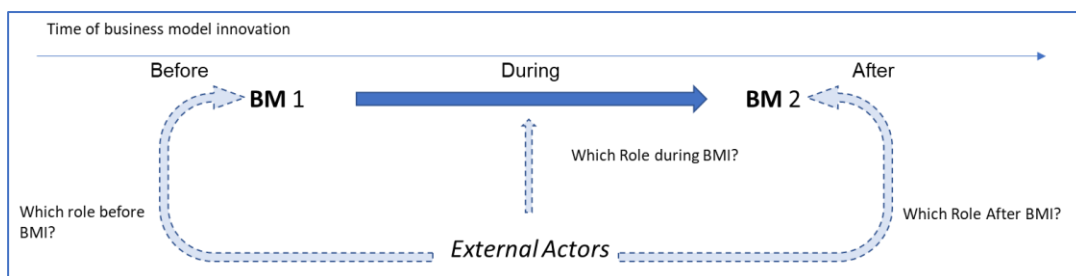 Time of business model innovation
Before
During
After
BM 1
BM 2
Which Role during BMI?
Which role before
BMI?
Which Role After BMI?
External Actors